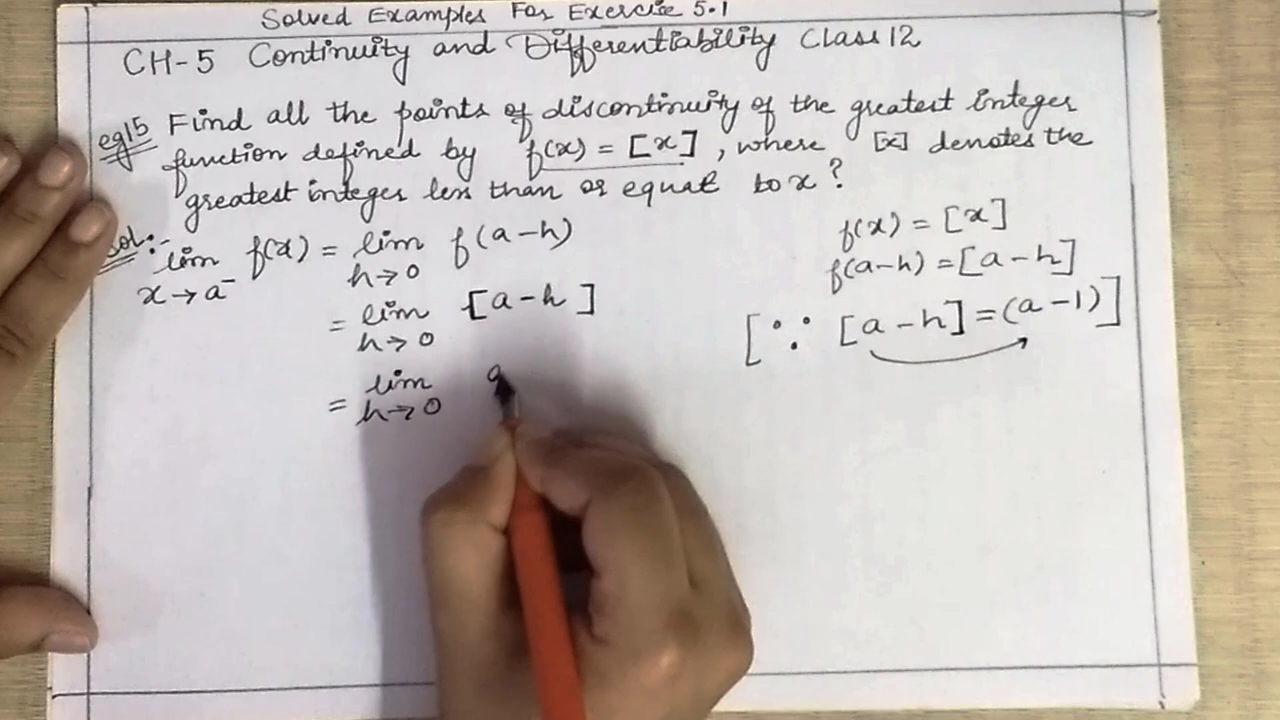 Solved Examples For Exercise 5.1
CH-5 Continuity and Differentiability Class 12
eg15 Find all the points of discontinuity of the greatest integer
function defined by f(x) = [x], where [x] denotes the
greatest integer less than or equal to x?
Sol:- lim x→a⁻ f(x) = lim h→0 f(a-h)
= lim h→0 [a-h]
= lim h→0 a
f(x) = [x]
f(a-h) = [a-h]
[∵ [a-h] = (a-1)]